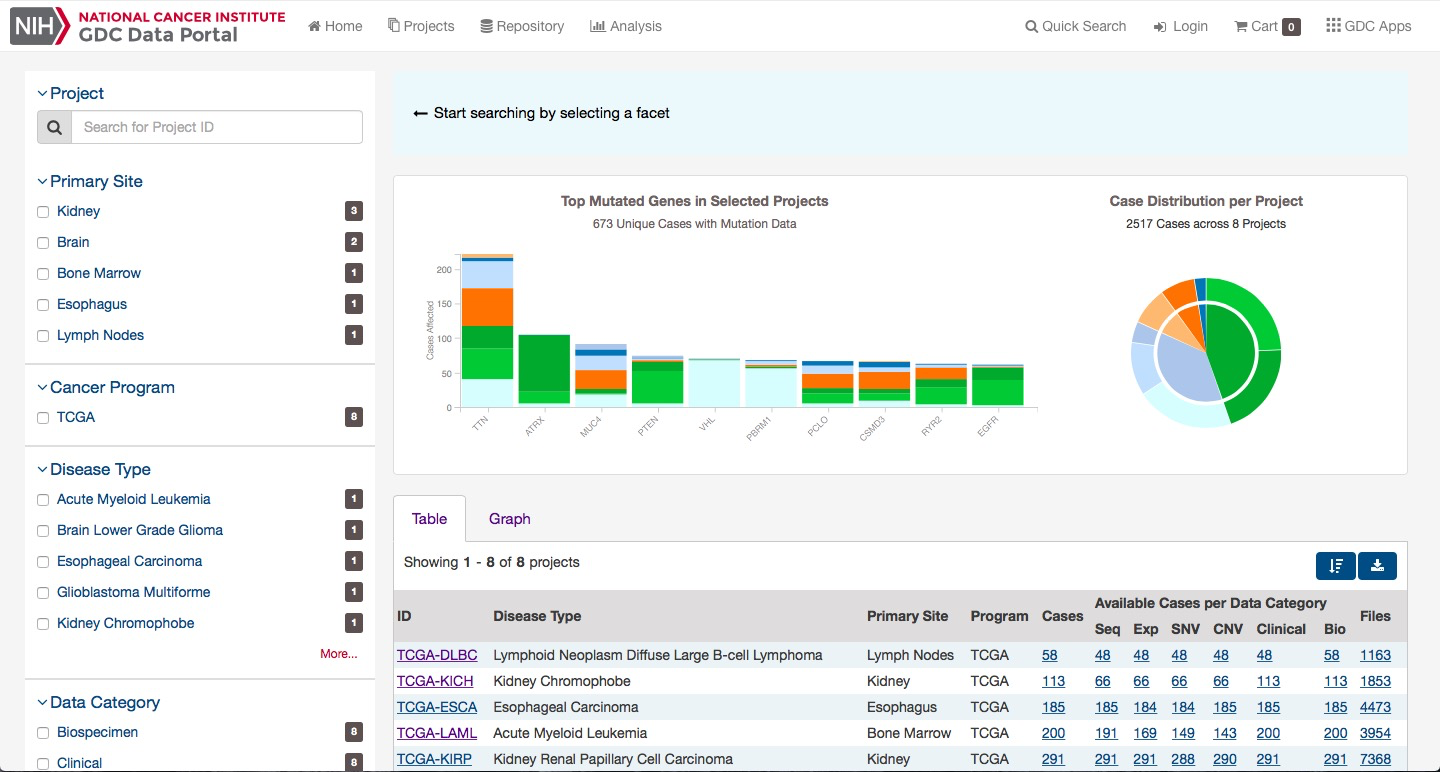 NIH NATIONAL CANCER INSTITUTE
GDC Data Portal
Home Projects Repository Analysis
Quick Search Login Cart 0 GDC Apps
Project
Search for Project ID
Primary Site
Kidney 3
Brain 2
Bone Marrow 1
Esophagus 1
Lymph Nodes 1
Cancer Program
TCGA 8
Disease Type
Acute Myeloid Leukemia 1
Brain Lower Grade Glioma 1
Esophageal Carcinoma 1
Glioblastoma Multiforme 1
Kidney Chromophobe 1
More...
Data Category
Biospecimen 8
Clinical 8
← Start searching by selecting a facet
Top Mutated Genes in Selected Projects
673 Unique Cases with Mutation Data
Cases Affected
200
150
100
50
0
TTN ATRX MUC4 PTEN VHL PBRM1 PCLO CSMD3 RYR2 EGFR
Case Distribution per Project
2517 Cases across 8 Projects
Table Graph
Showing 1 - 8 of 8 projects
ID Disease Type Primary Site Program Cases Available Cases per Data Category Files
Seq Exp SNV CNV Clinical Bio
TCGA-DLBC Lymphoid Neoplasm Diffuse Large B-cell Lymphoma Lymph Nodes TCGA 58 48 48 48 48 48 58 1163
TCGA-KICH Kidney Chromophobe Kidney TCGA 113 66 66 66 66 113 113 1853
TCGA-ESCA Esophageal Carcinoma Esophagus TCGA 185 185 184 184 185 185 185 4473
TCGA-LAML Acute Myeloid Leukemia Bone Marrow TCGA 200 191 169 149 143 200 200 3954
TCGA-KIRP Kidney Renal Papillary Cell Carcinoma Kidney TCGA 291 291 291 288 290 291 291 7368